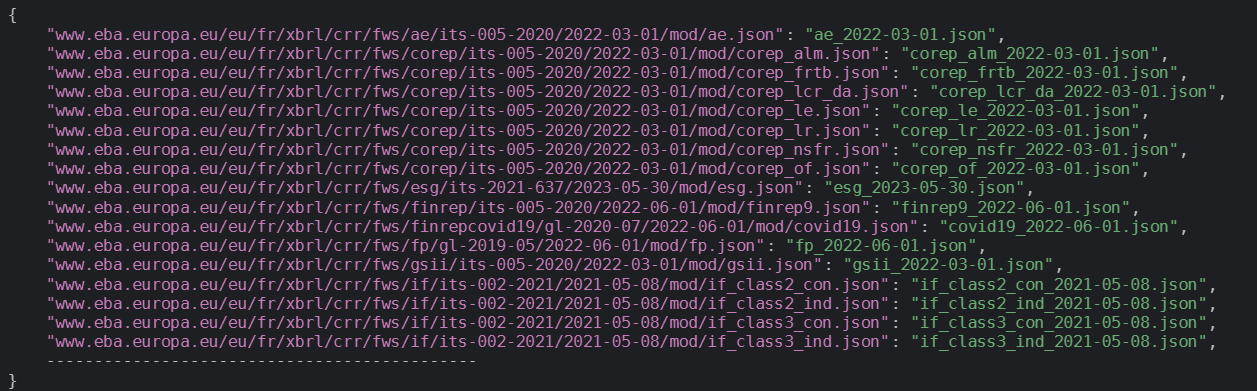 {
"www.eba.europa.eu/eu/fr/xbrl/crr/fws/ae/its-005-2020/2022-03-01/mod/ae.json": "ae_2022-03-01.json",
"www.eba.europa.eu/eu/fr/xbrl/crr/fws/corep/its-005-2020/2022-03-01/mod/corep_alm.json": "corep_alm_2022-03-01.json",
"www.eba.europa.eu/eu/fr/xbrl/crr/fws/corep/its-005-2020/2022-03-01/mod/corep_frtb.json": "corep_frtb_2022-03-01.json",
"www.eba.europa.eu/eu/fr/xbrl/crr/fws/corep/its-005-2020/2022-03-01/mod/corep_lcr_da.json": "corep_lcr_da_2022-03-01.json",
"www.eba.europa.eu/eu/fr/xbrl/crr/fws/corep/its-005-2020/2022-03-01/mod/corep_le.json": "corep_le_2022-03-01.json",
"www.eba.europa.eu/eu/fr/xbrl/crr/fws/corep/its-005-2020/2022-03-01/mod/corep_lr.json": "corep_lr_2022-03-01.json",
"www.eba.europa.eu/eu/fr/xbrl/crr/fws/corep/its-005-2020/2022-03-01/mod/corep_nsfr.json": "corep_nsfr_2022-03-01.json",
"www.eba.europa.eu/eu/fr/xbrl/crr/fws/corep/its-005-2020/2022-03-01/mod/corep_of.json": "corep_of_2022-03-01.json",
"www.eba.europa.eu/eu/fr/xbrl/crr/fws/esg/its-2021-637/2023-05-30/mod/esg.json": "esg_2023-05-30.json",
"www.eba.europa.eu/eu/fr/xbrl/crr/fws/finrep/its-005-2020/2022-06-01/mod/finrep9.json": "finrep9_2022-06-01.json",
"www.eba.europa.eu/eu/fr/xbrl/crr/fws/finrepcovid19/gl-2020-07/2022-06-01/mod/covid19.json": "covid19_2022-06-01.json",
"www.eba.europa.eu/eu/fr/xbrl/crr/fws/fp/gl-2019-05/2022-06-01/mod/fp.json": "fp_2022-06-01.json",
"www.eba.europa.eu/eu/fr/xbrl/crr/fws/gsii/its-005-2020/2022-03-01/mod/gsii.json": "gsii_2022-03-01.json",
"www.eba.europa.eu/eu/fr/xbrl/crr/fws/if/its-002-2021/2021-05-08/mod/if_class2_con.json": "if_class2_con_2021-05-08.json",
"www.eba.europa.eu/eu/fr/xbrl/crr/fws/if/its-002-2021/2021-05-08/mod/if_class2_ind.json": "if_class2_ind_2021-05-08.json",
"www.eba.europa.eu/eu/fr/xbrl/crr/fws/if/its-002-2021/2021-05-08/mod/if_class3_con.json": "if_class3_con_2021-05-08.json",
"www.eba.europa.eu/eu/fr/xbrl/crr/fws/if/its-002-2021/2021-05-08/mod/if_class3_ind.json": "if_class3_ind_2021-05-08.json",
---------------------------------------------
}